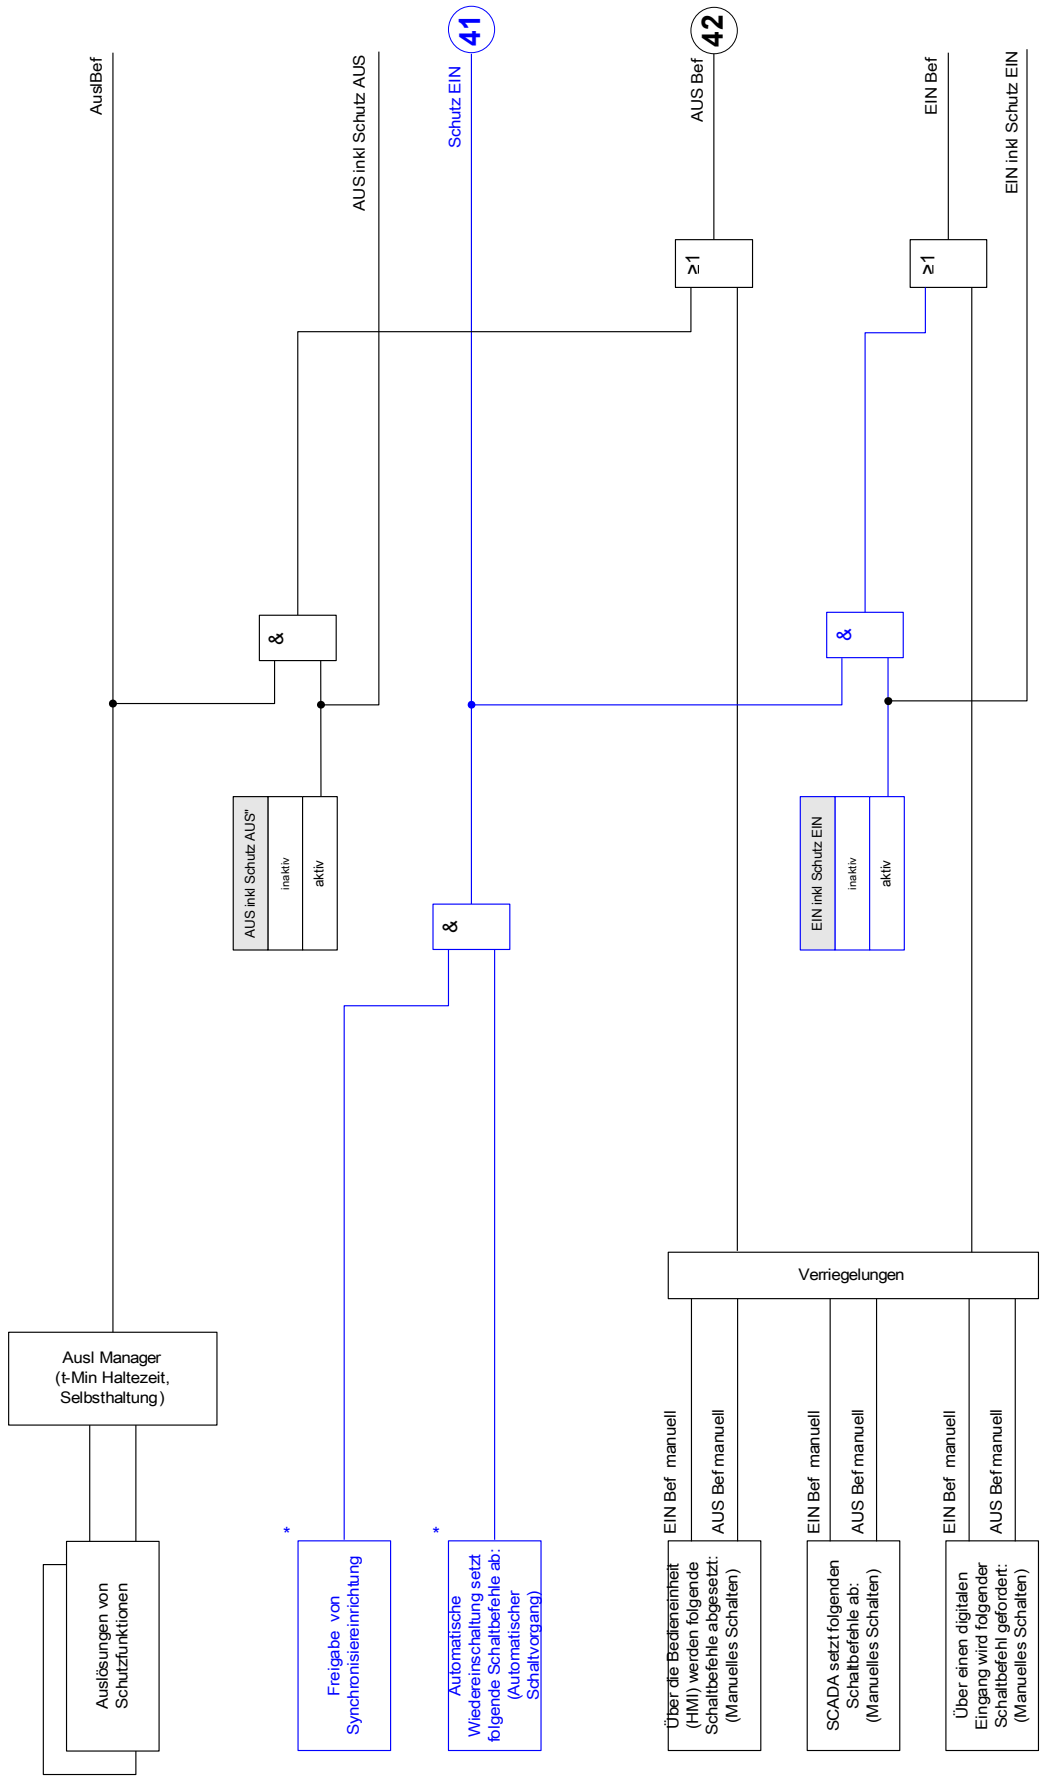 Auslösungen von
Schutzfunktionen
Ausl Manager
(t-Min Haltezeit,
Selbsthaltung)
AuslBef
AUS inkl Schutz AUS"
inaktiv
aktiv
&
AUS inkl Schutz AUS
*
Freigabe von
Synchronisiereinrichtung
*
Automatische
Wiedereinschaltung setzt
folgende Schaltbefehle ab:
(Automatischer
Schaltvorgang)
&
Schutz EIN
41
Über die Bedieneinheit
(HMI) werden folgende
Schaltbefehle abgesetzt:
(Manuelles Schalten)
EIN Bef manuell
AUS Bef manuell
SCADA setzt folgenden
Schaltbefehle ab:
(Manuelles Schalten)
EIN Bef manuell
AUS Bef manuell
Über einen digitalen
Eingang wird folgender
Schaltbefehl gefordert:
(Manuelles Schalten)
EIN Bef manuell
AUS Bef manuell
Verriegelungen
≥1
AUS Bef
42
EIN inkl Schutz EIN
inaktiv
aktiv
&
≥1
EIN Bef
EIN inkl Schutz EIN